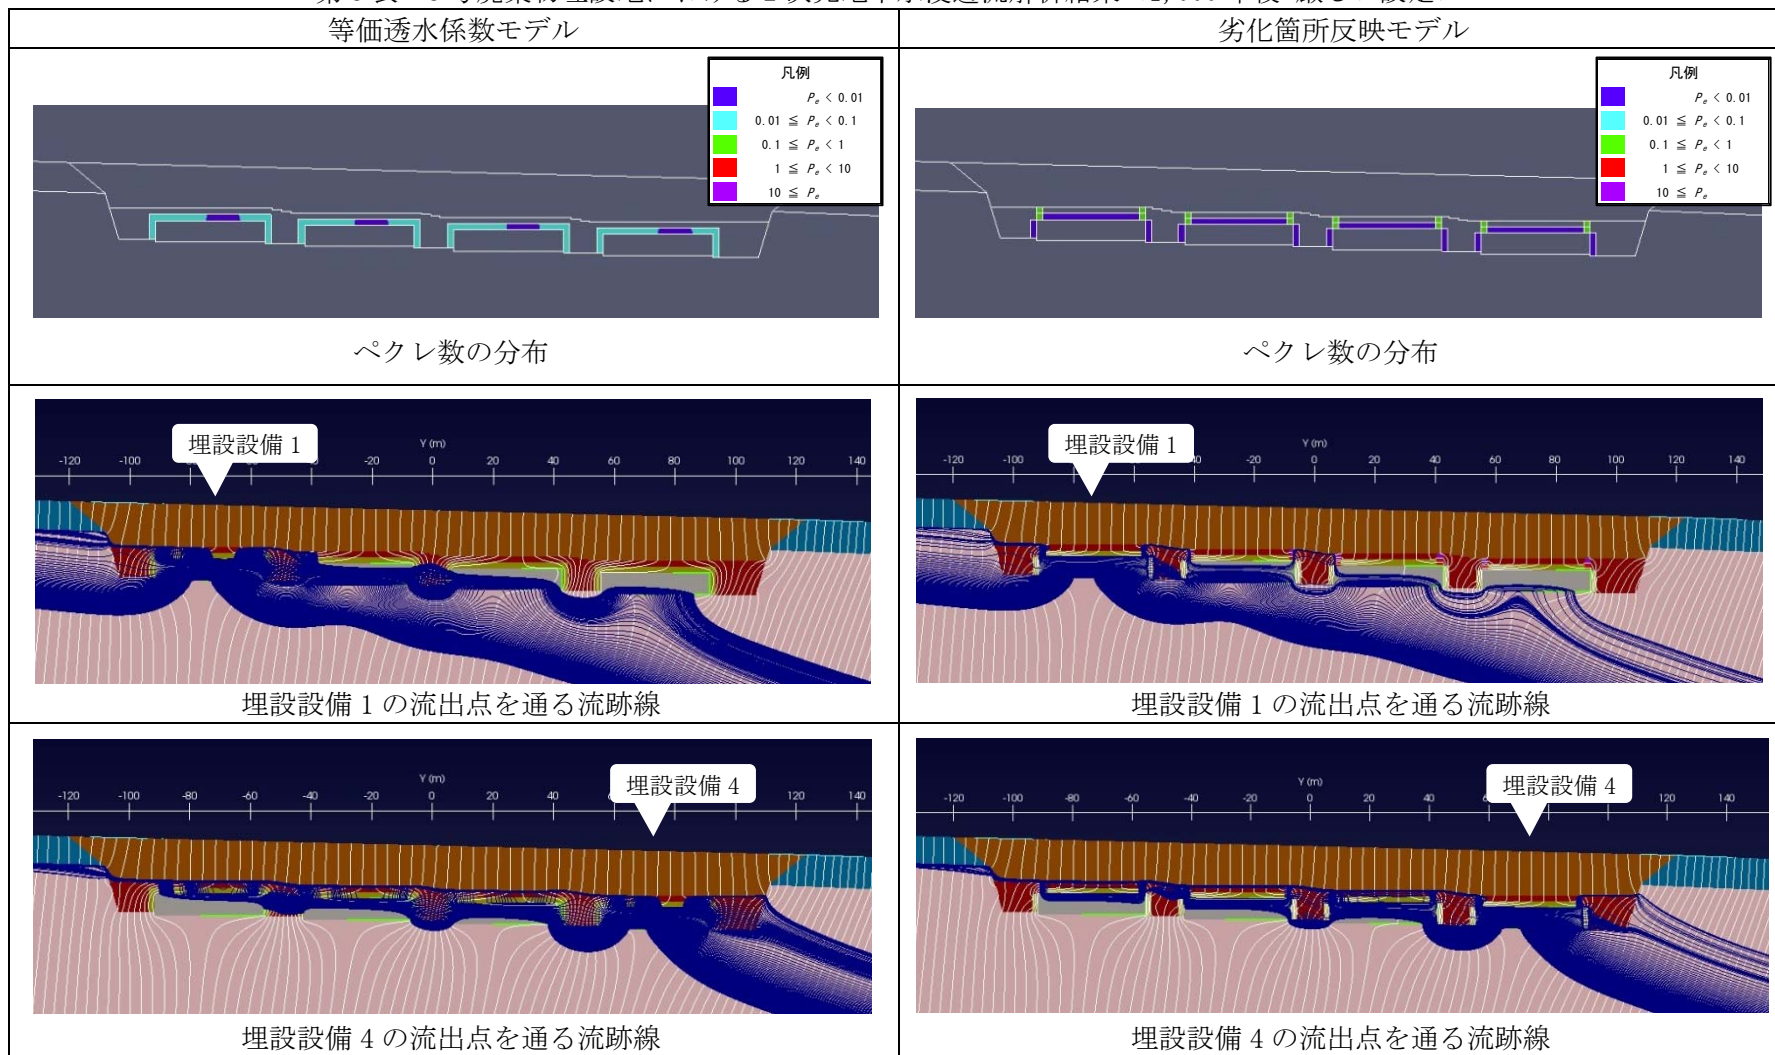 等価透水係数モデル
劣化箇所反映モデル
凡例
Pe < 0.01
0.01 ≦ Pe < 0.1
0.1 ≦ Pe < 1
1 ≦ Pe < 10
10 ≦ Pe
ペクレ数の分布
凡例
Pe < 0.01
0.01 ≦ Pe < 0.1
0.1 ≦ Pe < 1
1 ≦ Pe < 10
10 ≦ Pe
ペクレ数の分布
埋設設備 1
Y (m)
-120 -100 -20 0 20 40 60 80 100 120 140
埋設設備 1 の流出点を通る流跡線
埋設設備 1
Y (m)
-120 -100 -40 -20 0 20 40 60 80 100 120 140
埋設設備 1 の流出点を通る流跡線
埋設設備 4
Y (m)
-120 -100 -80 -60 -40 -20 0 20 40 120 140
埋設設備 4 の流出点を通る流跡線
埋設設備 4
Y (m)
-120 -100 -80 -60 -40 -20 0 20 40 120 140
埋設設備 4 の流出点を通る流跡線